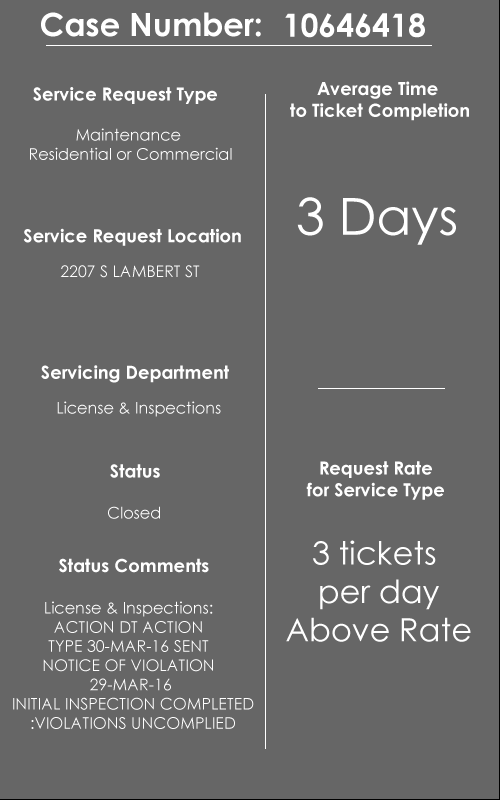 Case Number: 10646418
Service Request Type
Maintenance
Residential or Commercial
Service Request Location
2207 S LAMBERT ST
Servicing Department
License & Inspections
Status
Closed
Status Comments
License & Inspections:
ACTION DT ACTION
TYPE 30-MAR-16 SENT
NOTICE OF VIOLATION
29-MAR-16
INITIAL INSPECTION COMPLETED
:VIOLATIONS UNCOMPLIED
Average Time
to Ticket Completion
3 Days
Request Rate
for Service Type
3 tickets
per day
Above Rate